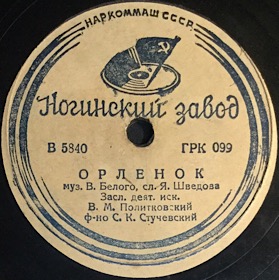 НАРКОММАШ СССР
Ногинский завод
В 5840 ГРК 099
ОРЛЕНОК
муз. В. Белого, сл. Я. Шведова
Засл. деят. иск.
В. М. Политковский
ф-но С. К. Стучевский